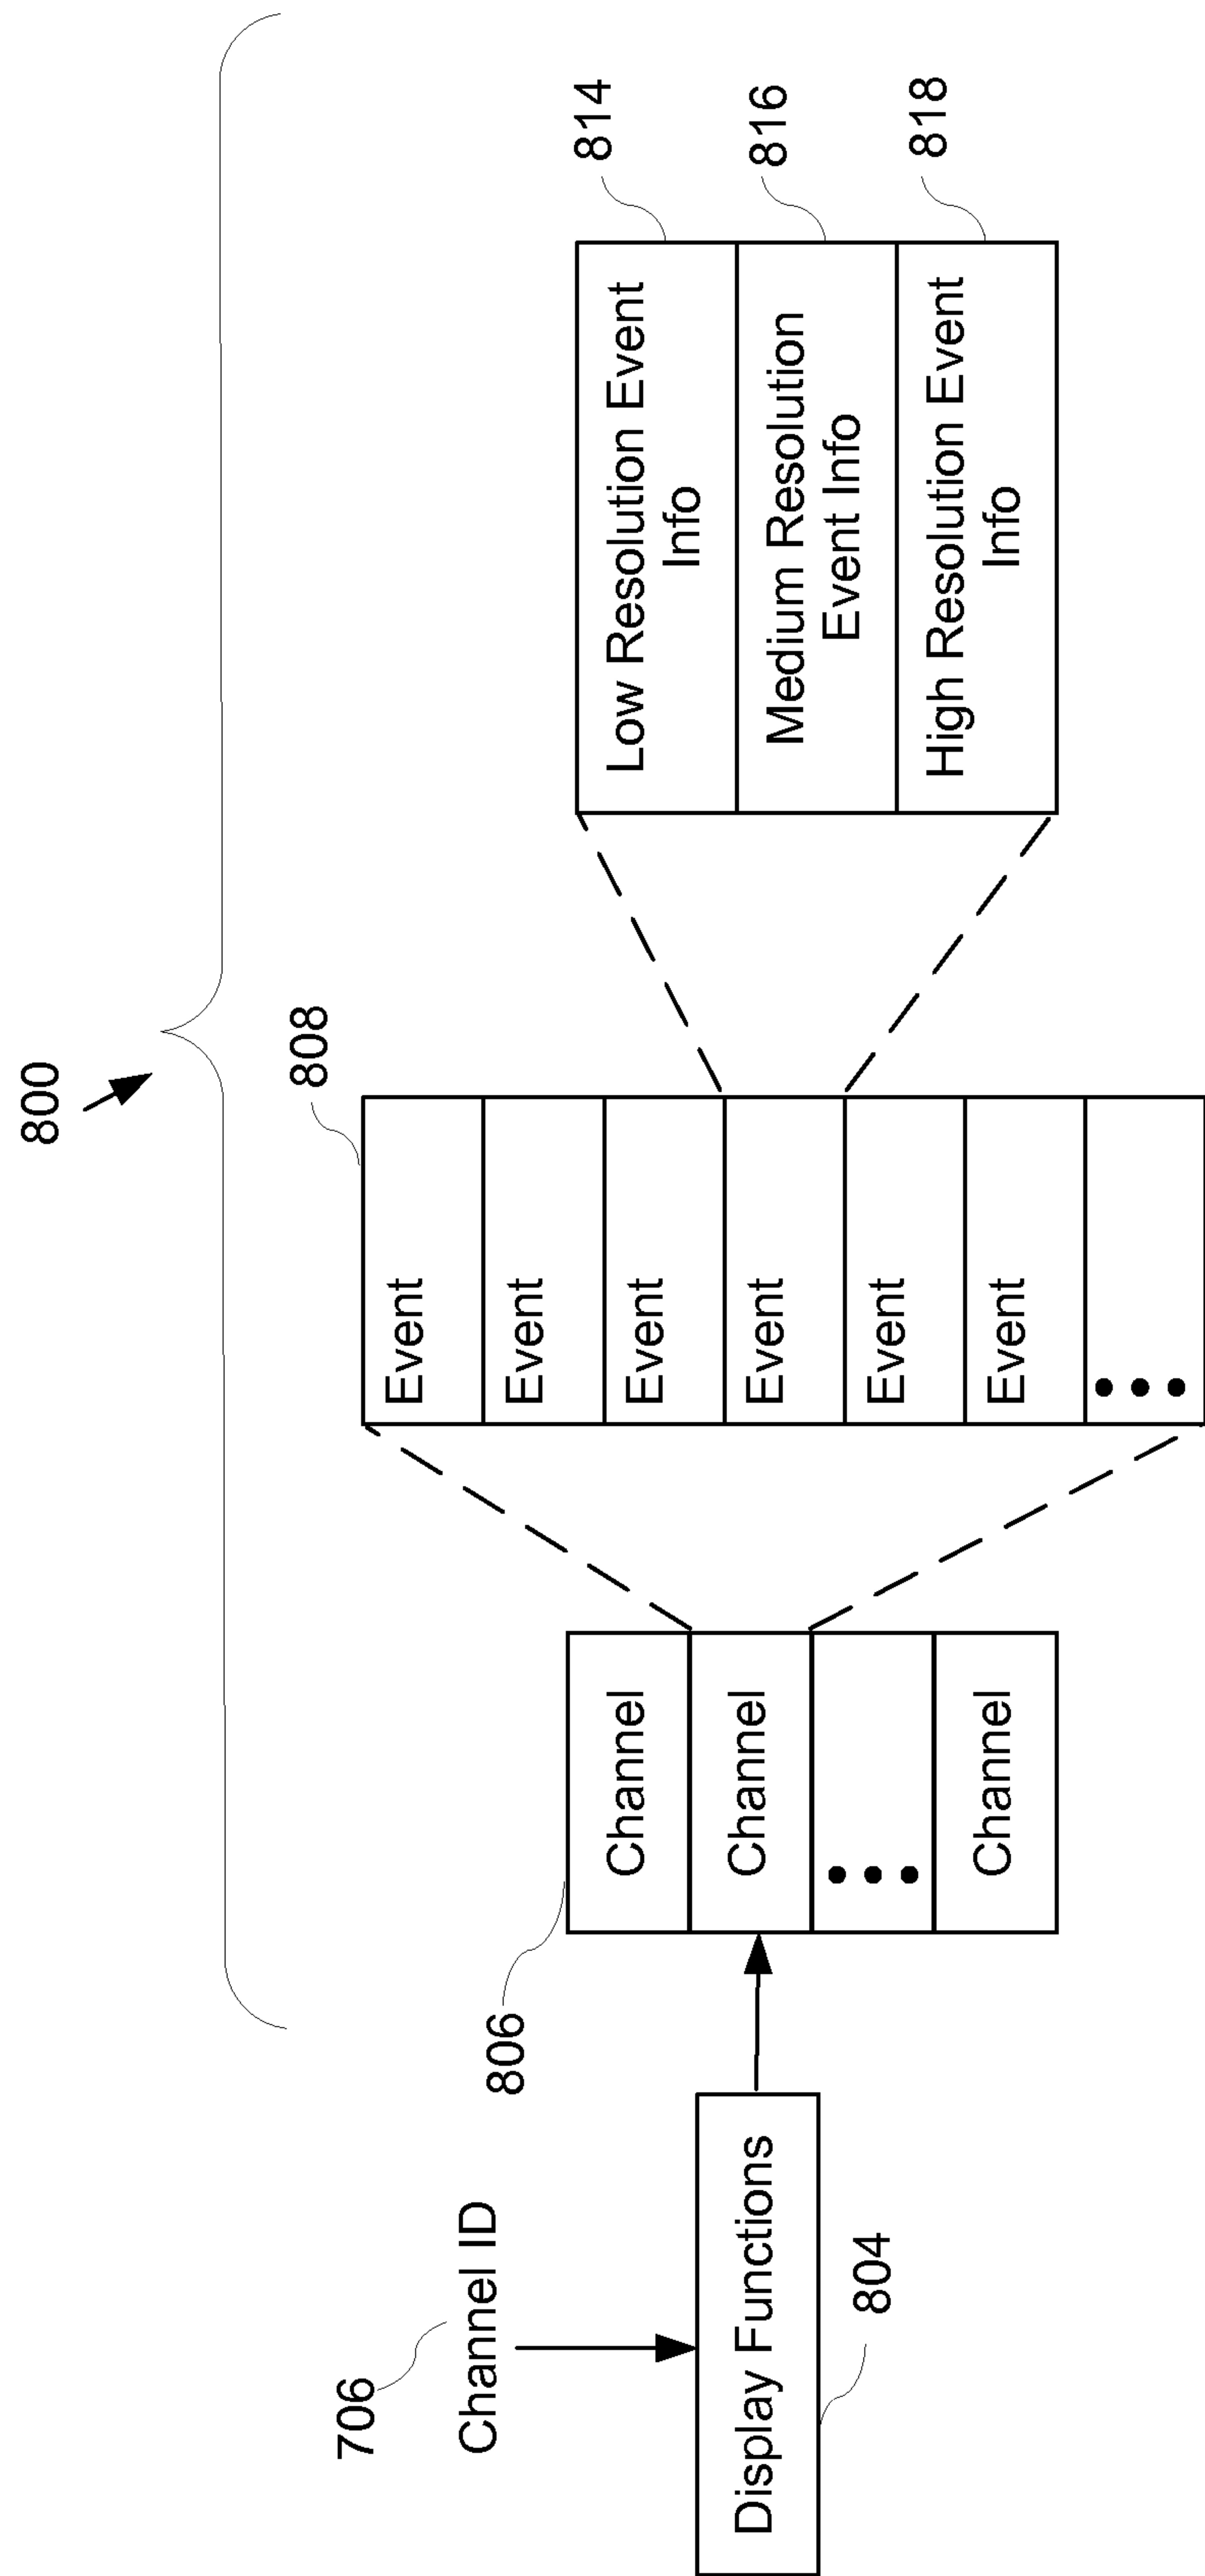 800
706
Channel ID
Display Functions
804
806
Channel
Channel
•••
Channel
808
Event
Event
Event
Event
Event
Event
•••
Low Resolution Event
Info
814
Medium Resolution
Event Info
816
High Resolution Event
Info
818